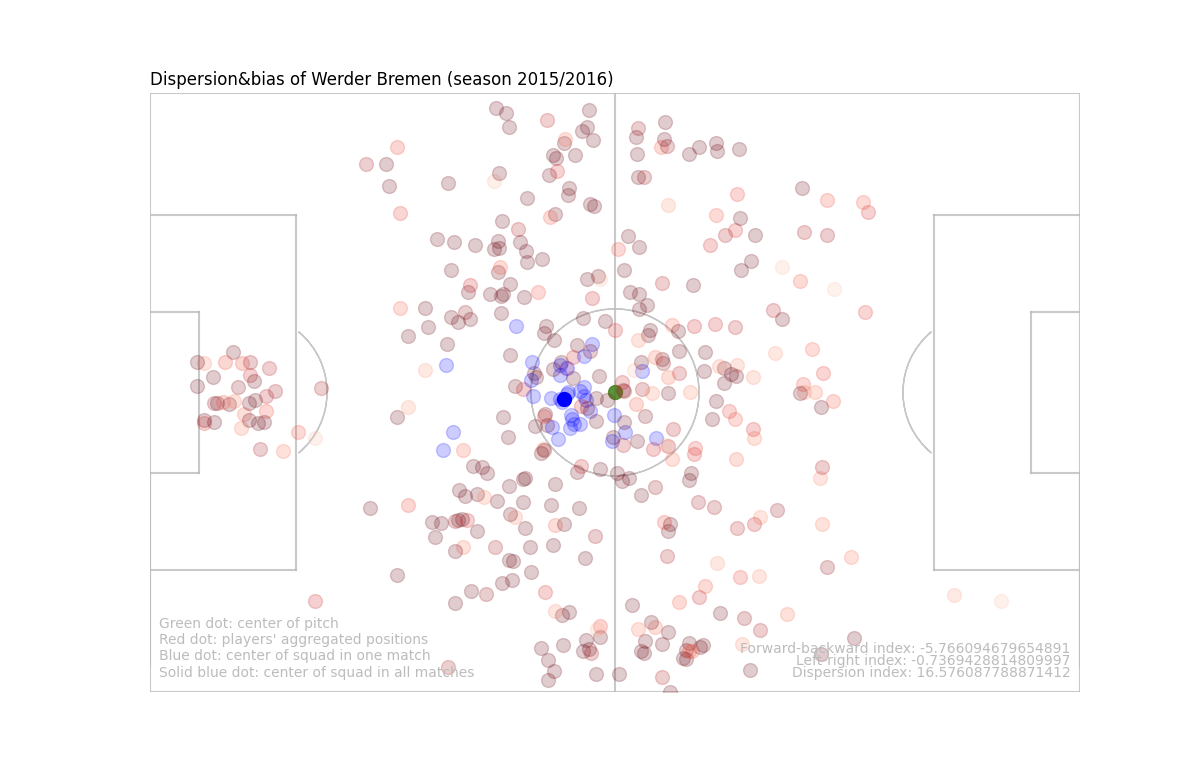 Dispersion&bias of Werder Bremen (season 2015/2016)
Green dot: center of pitch
Red dot: players' aggregated positions
Blue dot: center of squad in one match
Solid blue dot: center of squad in all matches
Forward-backward index: -5.766094679654891
Left-right index: -0.7369428814809997
Dispersion index: 16.576087788871412